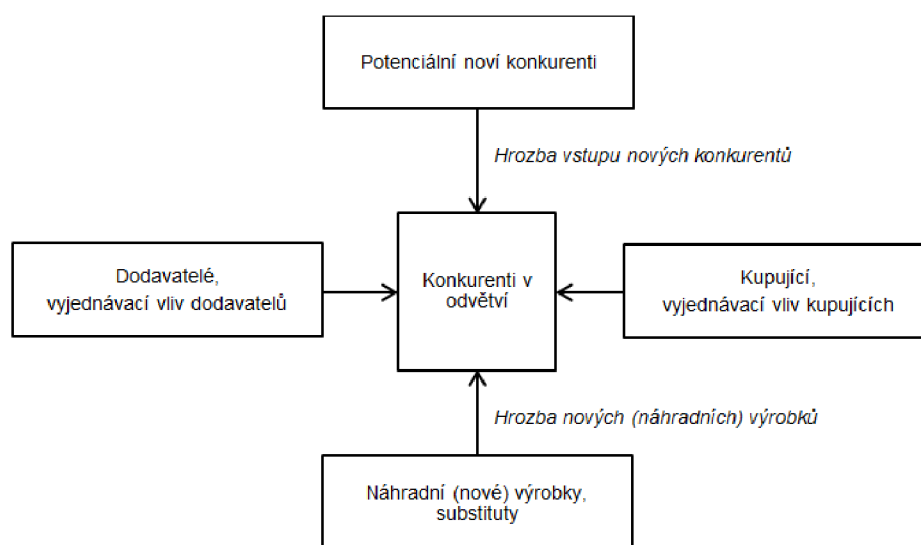 Potenciální noví konkurenti
Hrozba vstupu nových konkurentů
Dodavatelé,
vyjednávací vliv dodavatelů
Konkurenti v
odvětví
Kupující,
vyjednávací vliv kupujících
Hrozba nových (náhradních) výrobků
Náhradní (nové) výrobky,
substituty